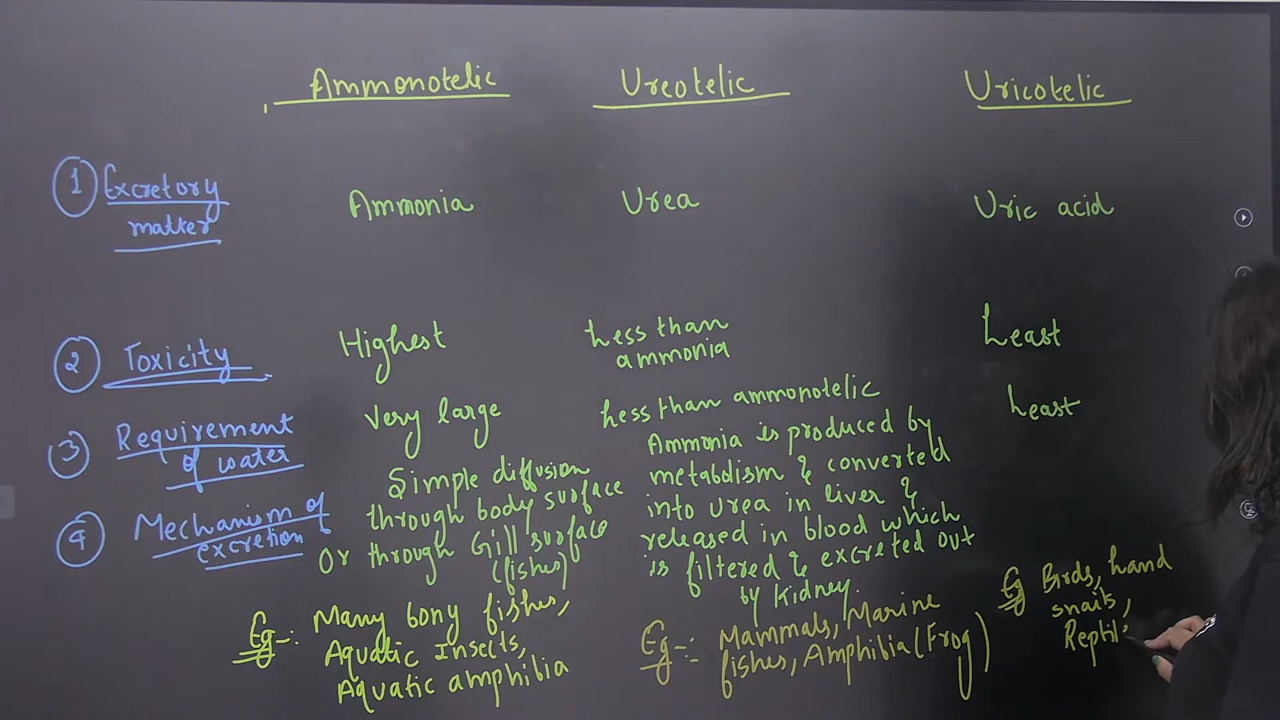 Ammonotelic Ureotelic Uricotelic
1 Excretory
matter
Ammonia Urea Uric acid
2 Toxicity
Highest
Less than
ammonia
Least
3 Requirement
of water
Very large
Less than ammonotelic
Least
4 Mechanism of
excretion
Simple diffusion
through body surface
Or through Gill surface
(fishes)
Ammonia is produced by
metabolism & converted
into urea in liver &
released in blood which
is filtered & excreted out
by kidney.
Eg-: Many bony fishes,
Aquatic Insects,
Aquatic amphibia
Eg-: Mammals, Marine
fishes, Amphibia (Frog)
Eg Birds, Land
snails,
Reptil